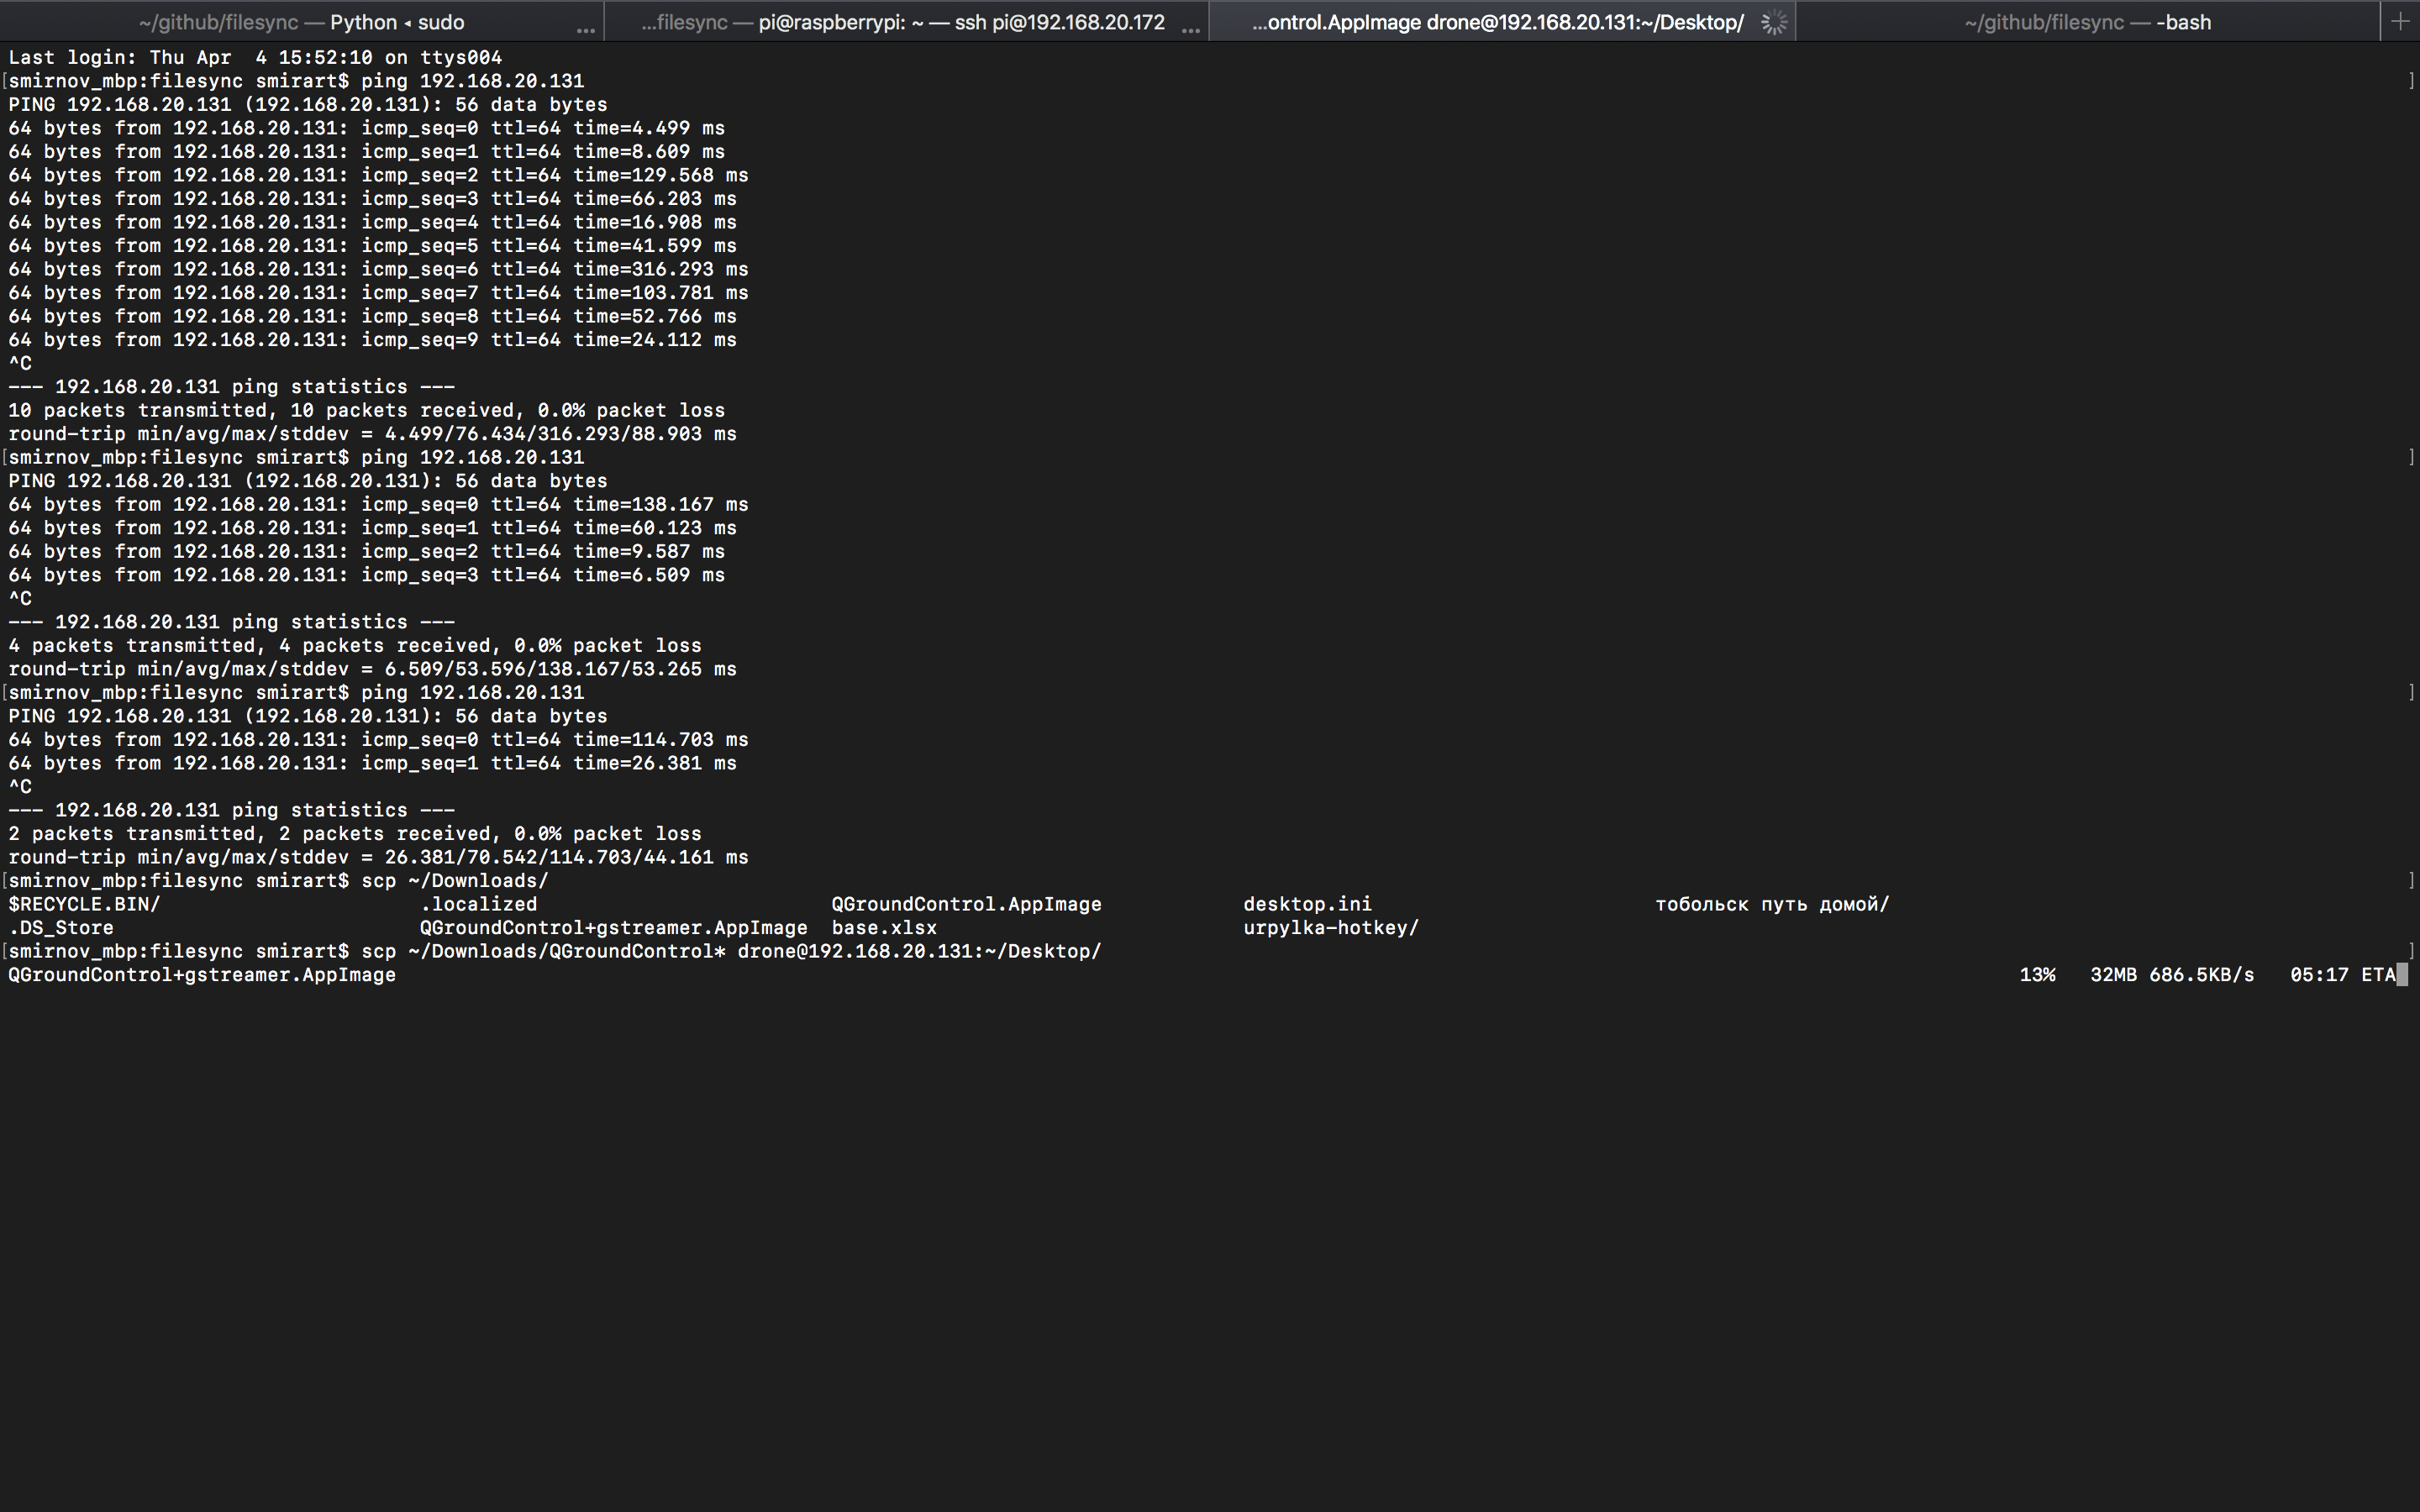 ~/github/filesync — Python ◂ sudo ... ...filesync — pi@raspberrypi: ~ — ssh pi@192.168.20.172 ... ...ontrol.AppImage drone@192.168.20.131:~/Desktop/ ~/github/filesync — -bash +
Last login: Thu Apr  4 15:52:10 on ttys004
[smirnov_mbp:filesync smirart$ ping 192.168.20.131 ]
PING 192.168.20.131 (192.168.20.131): 56 data bytes
64 bytes from 192.168.20.131: icmp_seq=0 ttl=64 time=4.499 ms
64 bytes from 192.168.20.131: icmp_seq=1 ttl=64 time=8.609 ms
64 bytes from 192.168.20.131: icmp_seq=2 ttl=64 time=129.568 ms
64 bytes from 192.168.20.131: icmp_seq=3 ttl=64 time=66.203 ms
64 bytes from 192.168.20.131: icmp_seq=4 ttl=64 time=16.908 ms
64 bytes from 192.168.20.131: icmp_seq=5 ttl=64 time=41.599 ms
64 bytes from 192.168.20.131: icmp_seq=6 ttl=64 time=316.293 ms
64 bytes from 192.168.20.131: icmp_seq=7 ttl=64 time=103.781 ms
64 bytes from 192.168.20.131: icmp_seq=8 ttl=64 time=52.766 ms
64 bytes from 192.168.20.131: icmp_seq=9 ttl=64 time=24.112 ms
^C
--- 192.168.20.131 ping statistics ---
10 packets transmitted, 10 packets received, 0.0% packet loss
round-trip min/avg/max/stddev = 4.499/76.434/316.293/88.903 ms
[smirnov_mbp:filesync smirart$ ping 192.168.20.131 ]
PING 192.168.20.131 (192.168.20.131): 56 data bytes
64 bytes from 192.168.20.131: icmp_seq=0 ttl=64 time=138.167 ms
64 bytes from 192.168.20.131: icmp_seq=1 ttl=64 time=60.123 ms
64 bytes from 192.168.20.131: icmp_seq=2 ttl=64 time=9.587 ms
64 bytes from 192.168.20.131: icmp_seq=3 ttl=64 time=6.509 ms
^C
--- 192.168.20.131 ping statistics ---
4 packets transmitted, 4 packets received, 0.0% packet loss
round-trip min/avg/max/stddev = 6.509/53.596/138.167/53.265 ms
[smirnov_mbp:filesync smirart$ ping 192.168.20.131 ]
PING 192.168.20.131 (192.168.20.131): 56 data bytes
64 bytes from 192.168.20.131: icmp_seq=0 ttl=64 time=114.703 ms
64 bytes from 192.168.20.131: icmp_seq=1 ttl=64 time=26.381 ms
^C
--- 192.168.20.131 ping statistics ---
2 packets transmitted, 2 packets received, 0.0% packet loss
round-trip min/avg/max/stddev = 26.381/70.542/114.703/44.161 ms
[smirnov_mbp:filesync smirart$ scp ~/Downloads/ ]
$RECYCLE.BIN/ .localized QGroundControl.AppImage desktop.ini тобольск путь домой/
.DS_Store QGroundControl+gstreamer.AppImage base.xlsx urpylka-hotkey/
[smirnov_mbp:filesync smirart$ scp ~/Downloads/QGroundControl* drone@192.168.20.131:~/Desktop/ ]
QGroundControl+gstreamer.AppImage 13% 32MB 686.5KB/s 05:17 ETA